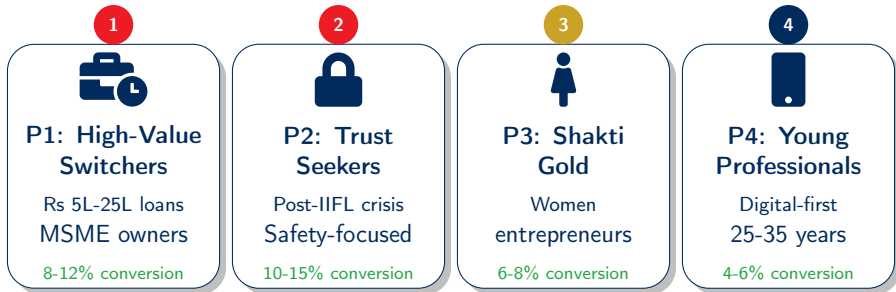 1
P1: High-Value
Switchers
Rs 5L-25L loans
MSME owners
8-12% conversion
2
P2: Trust
Seekers
Post-IIFL crisis
Safety-focused
10-15% conversion
3
P3: Shakti
Gold
Women
entrepreneurs
6-8% conversion
4
P4: Young
Professionals
Digital-first
25-35 years
4-6% conversion